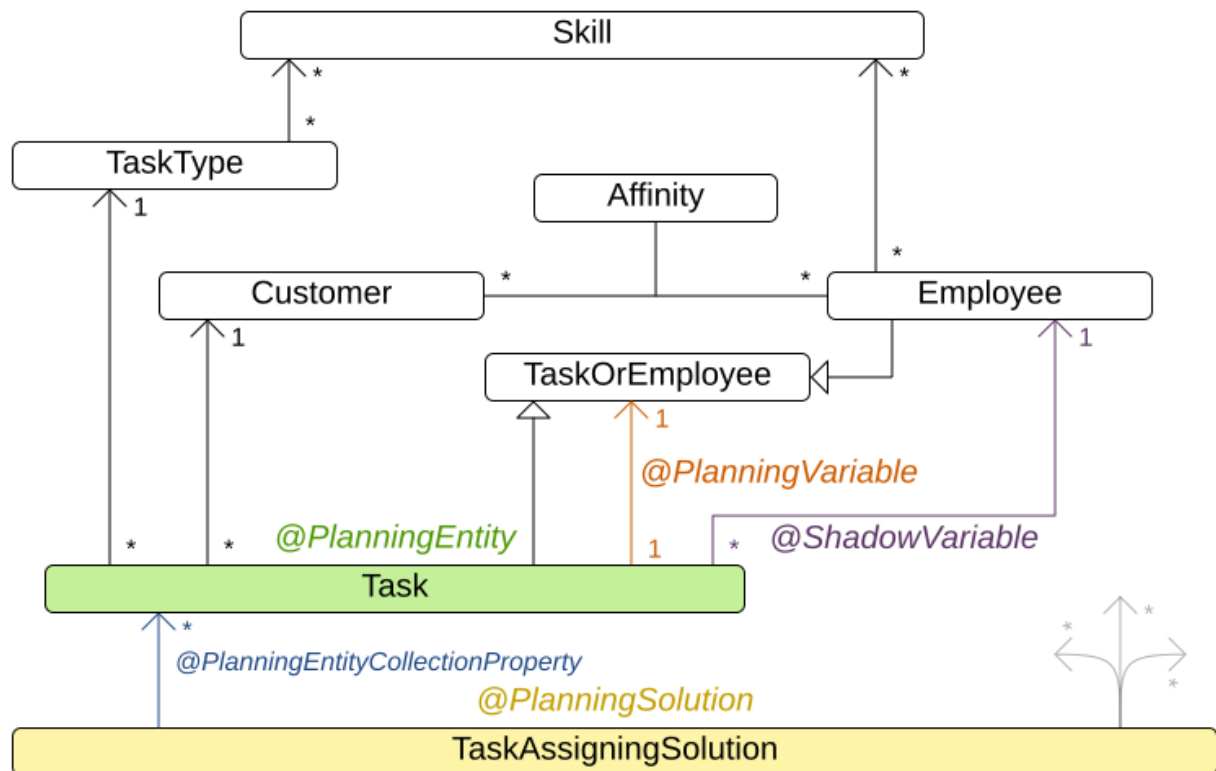 Skill
*
*
*
TaskType
1
Affinity
*
*
*
Customer
Employee
1
1
TaskOrEmployee
1
@PlanningVariable
@PlanningEntity
@ShadowVariable
*
*
1
*
Task
*
*
*
@PlanningEntityCollectionProperty
*
@PlanningSolution
TaskAssigningSolution